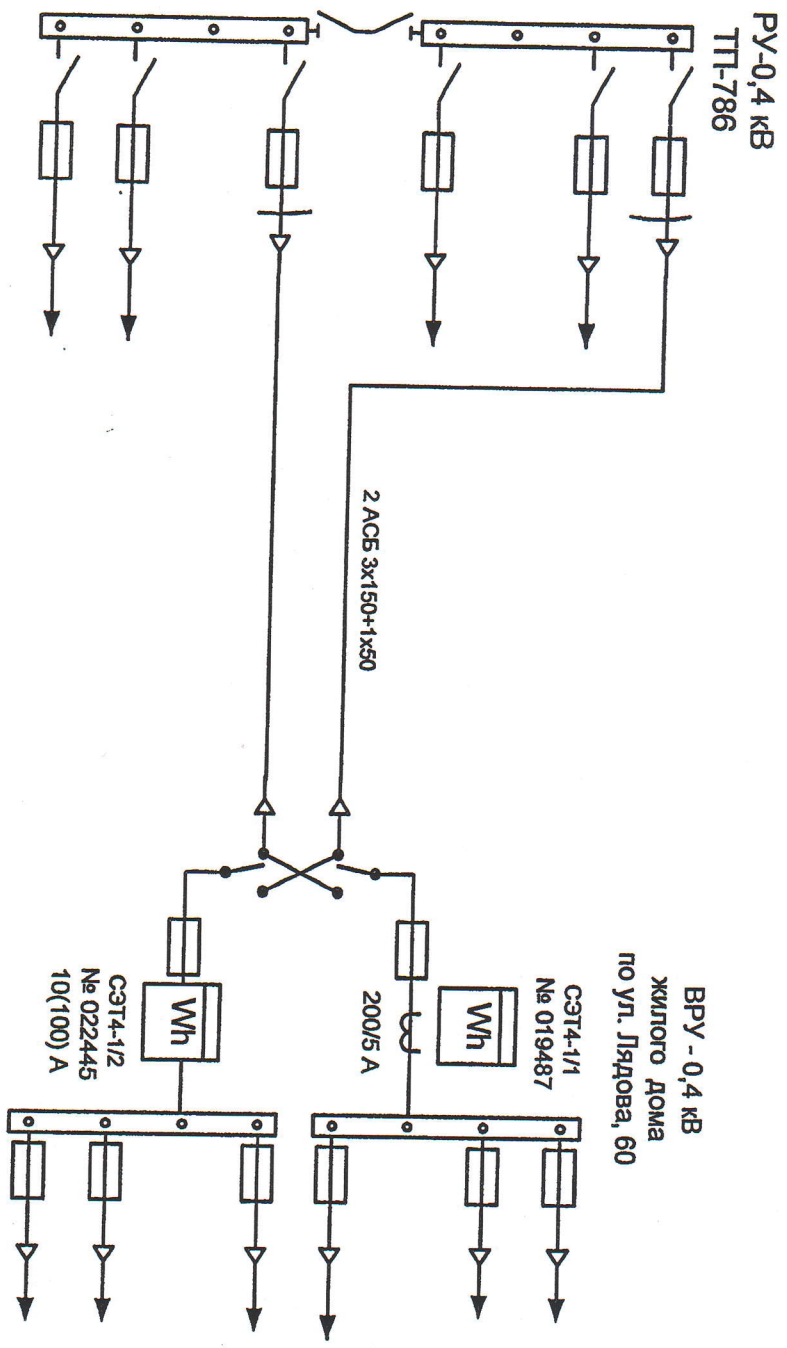 РУ-0,4 кВ
ТП-786
2 АСБ 3х150+1х50
ВРУ - 0,4 кВ
жилого дома
по ул. Лядова, 60
СЭТ4-1/1
№ 019487
Wh
200/5 А
Wh
СЭТ4-1/2
№ 022445
10(100) А